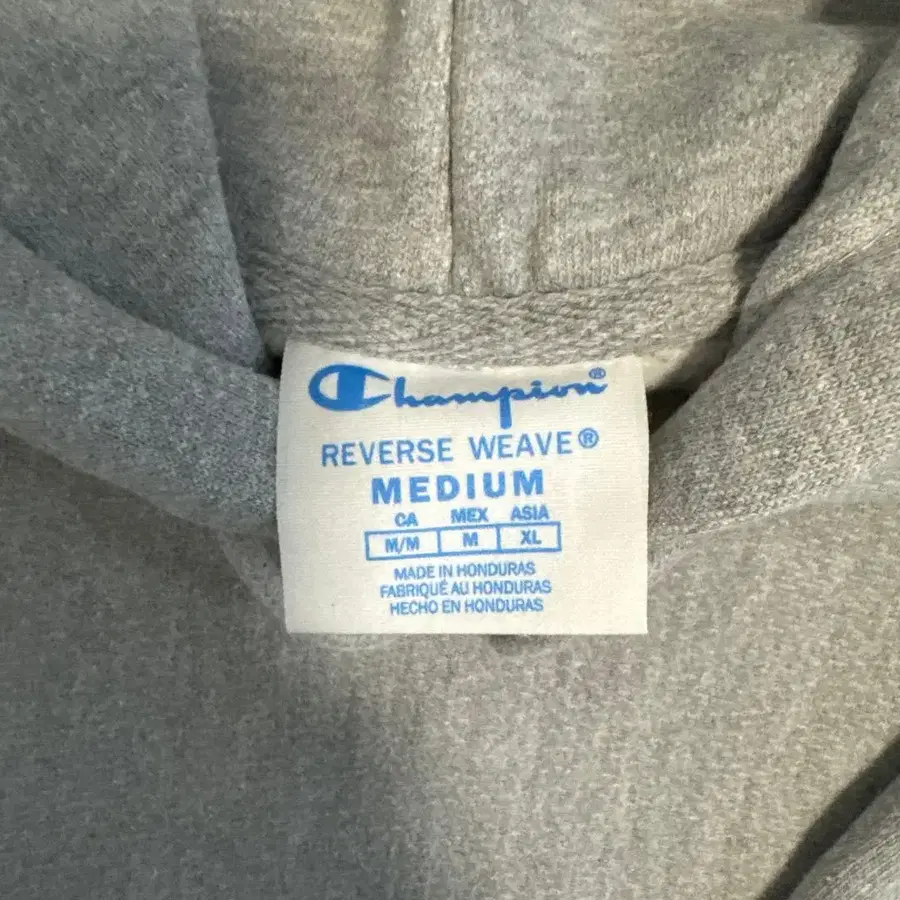 Champion®
REVERSE WEAVE®
MEDIUM
CA MEX ASIA
M/M M XL
MADE IN HONDURAS
FABRIQUÉ AU HONDURAS
HECHO EN HONDURAS